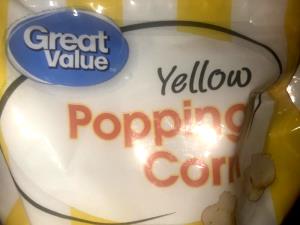 Great
Value
Yellow
Popping
Corn